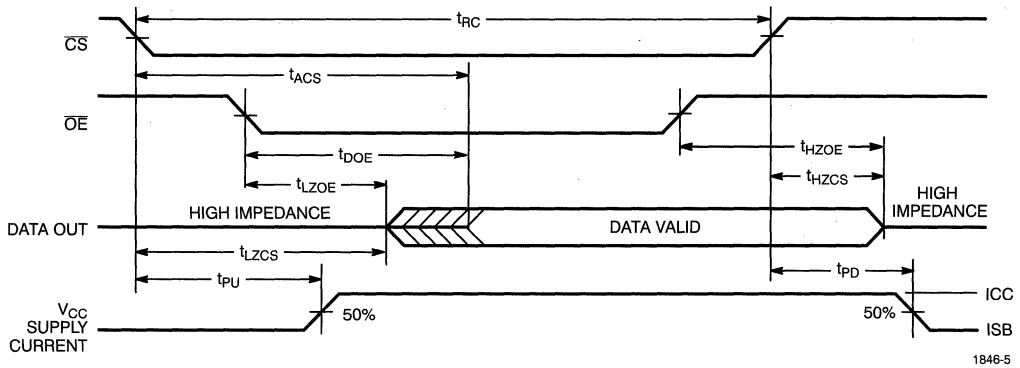 tRC
CS
tACS
OE
tDOE
tHZOE
tLZOE
tHZCS
HIGH IMPEDANCE
HIGH
IMPEDANCE
DATA OUT
DATA VALID
tLZCS
tPU
tPD
VCC
SUPPLY
CURRENT
50%
50%
ICC
ISB
1846-5